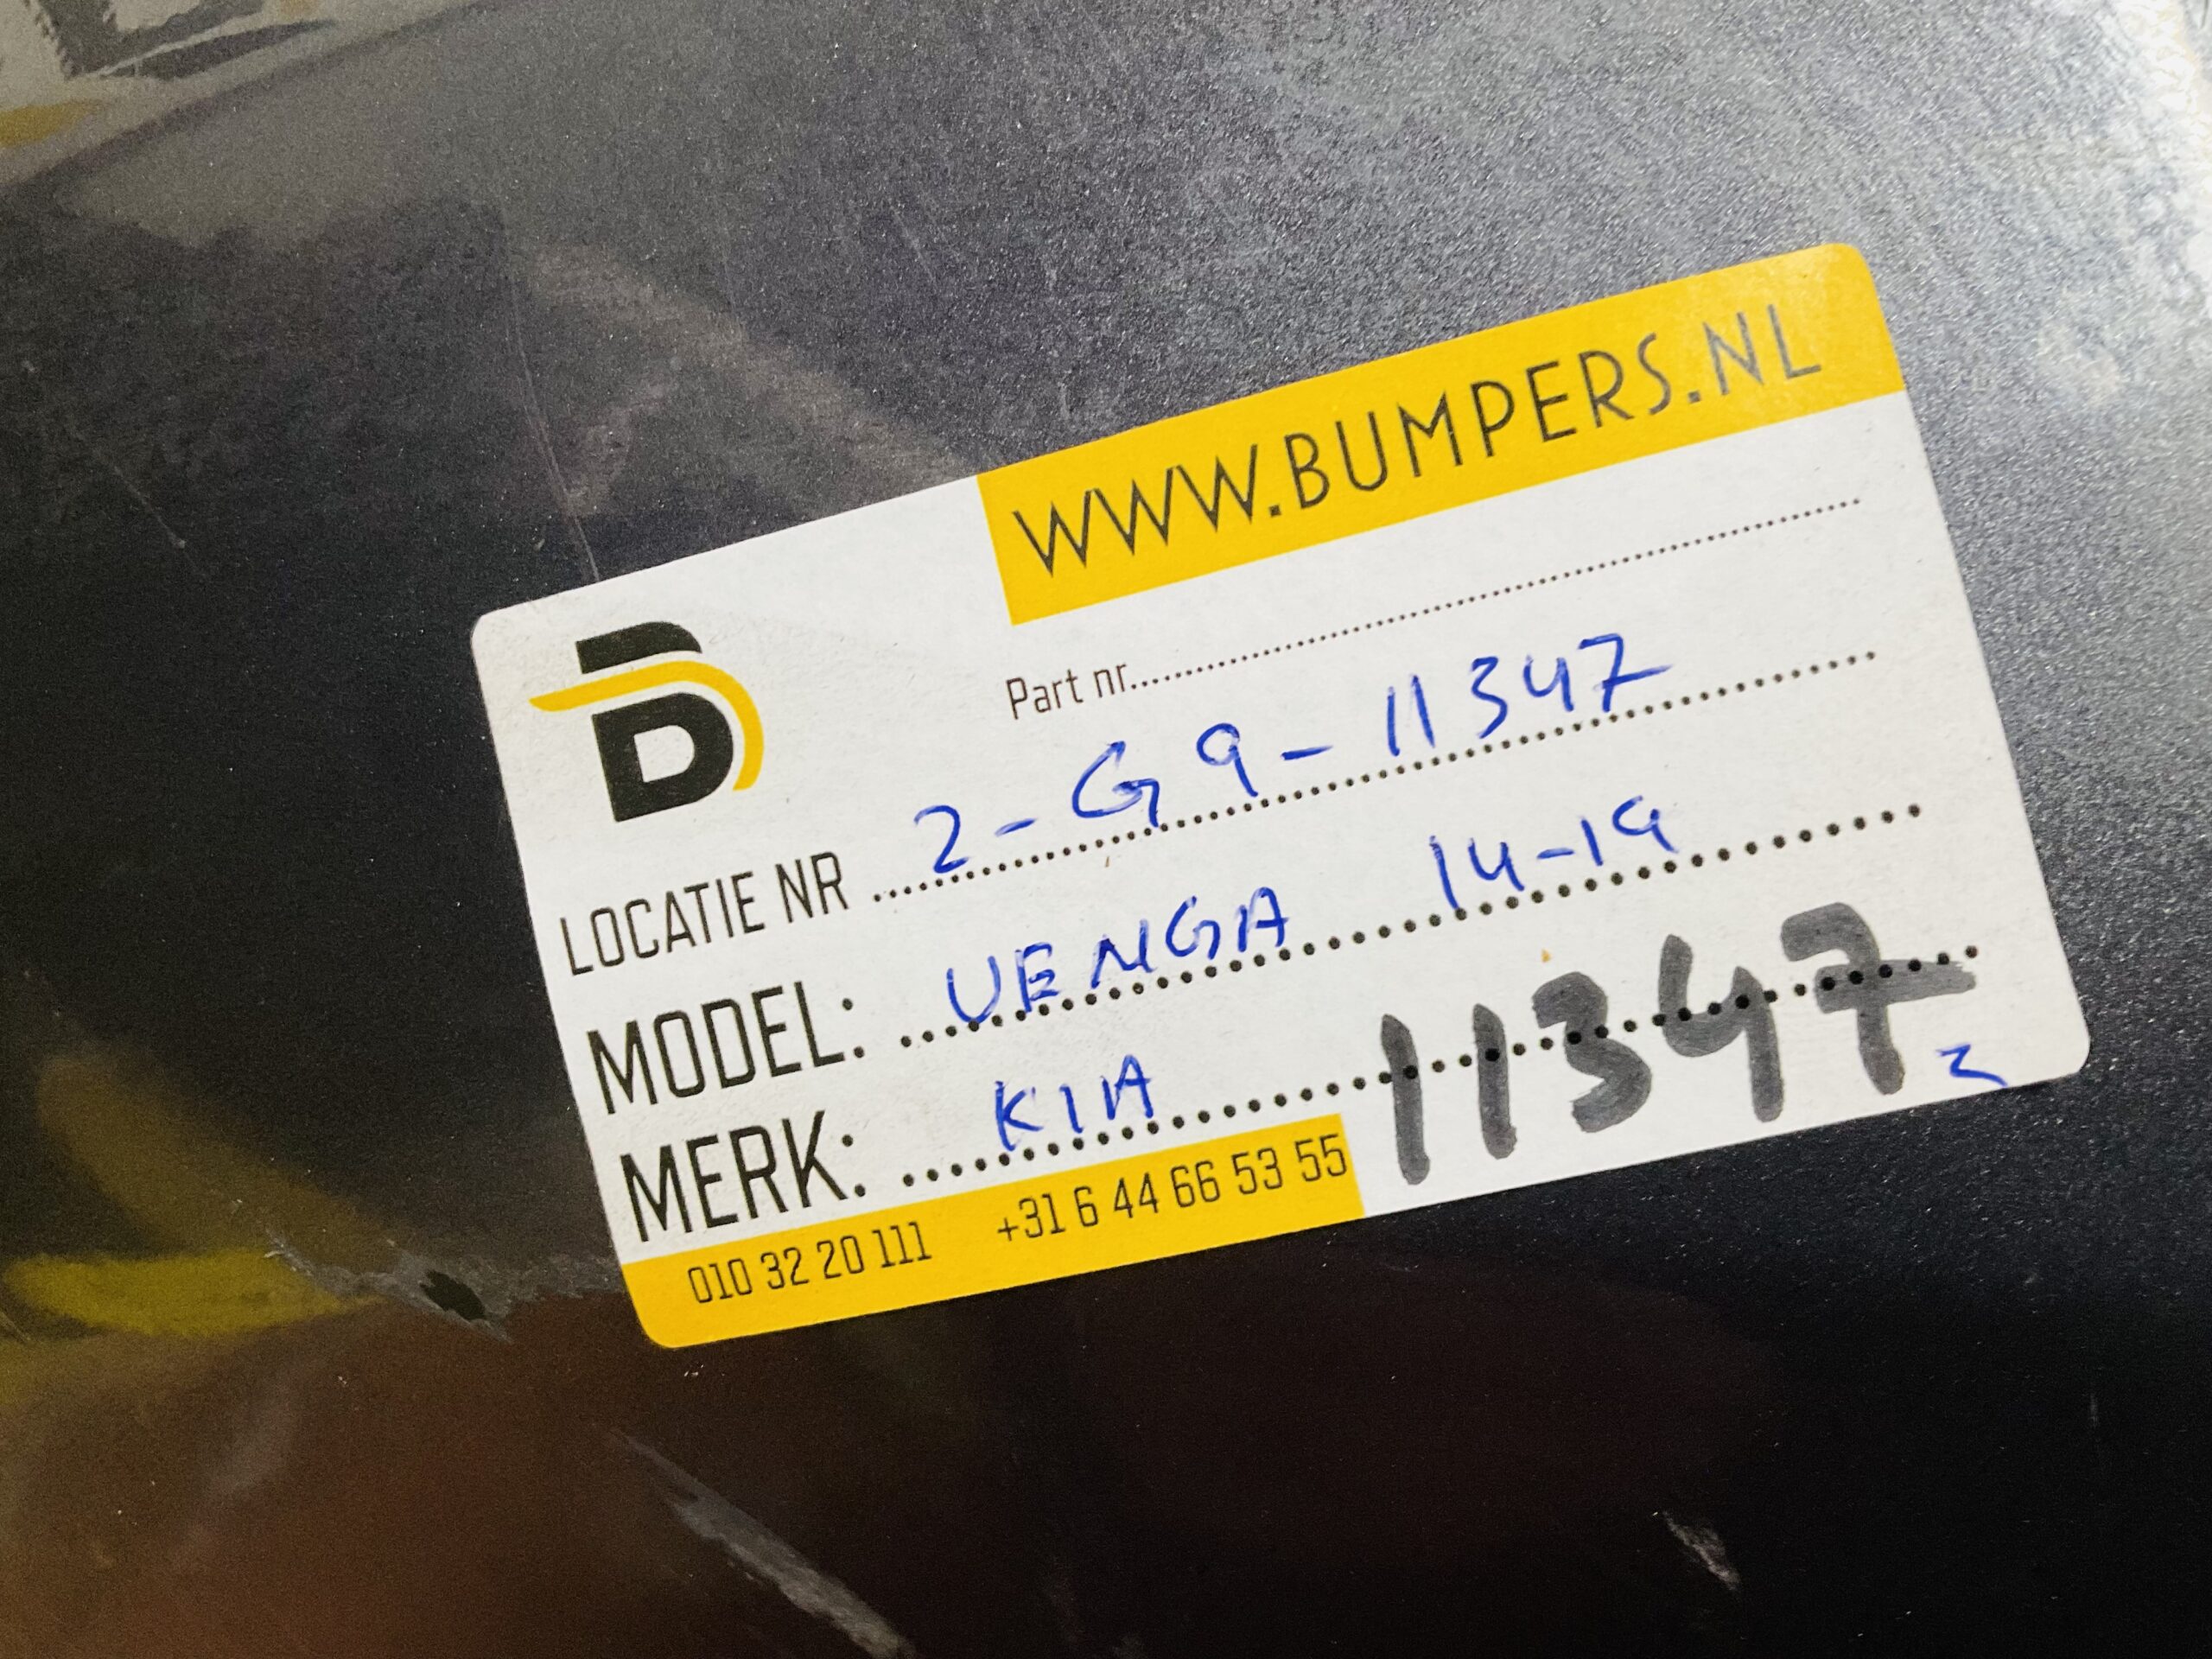 WWW.BUMPERS.NL
B
Part nr
LOCATIE NR 2-G9-11347
MODEL: VENGA 14-19
MERK: KIA 11347
010 32 20 111 +31 6 44 66 53 55